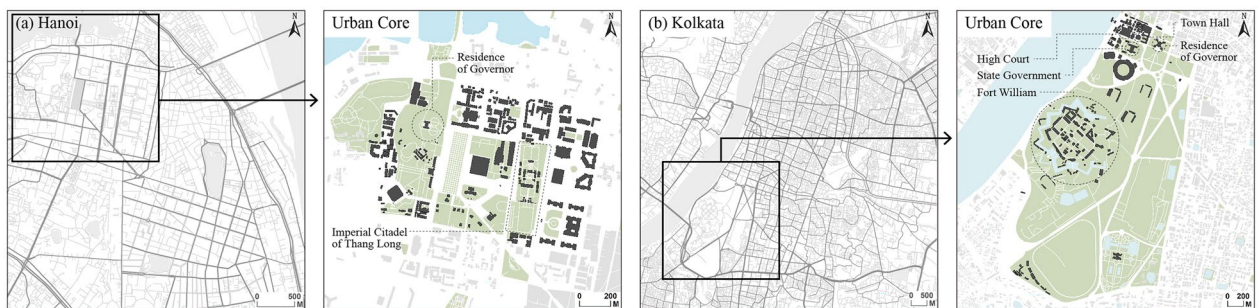 (a) Hanoi
N
0 500
M
Urban Core
N
Residence
of Governor
Imperial Citadel
of Thang Long
0 200
M
(b) Kolkata
N
0 500
M
Urban Core
N
Town Hall
High Court
Residence
of Governor
State Government
Fort William
0 200
M